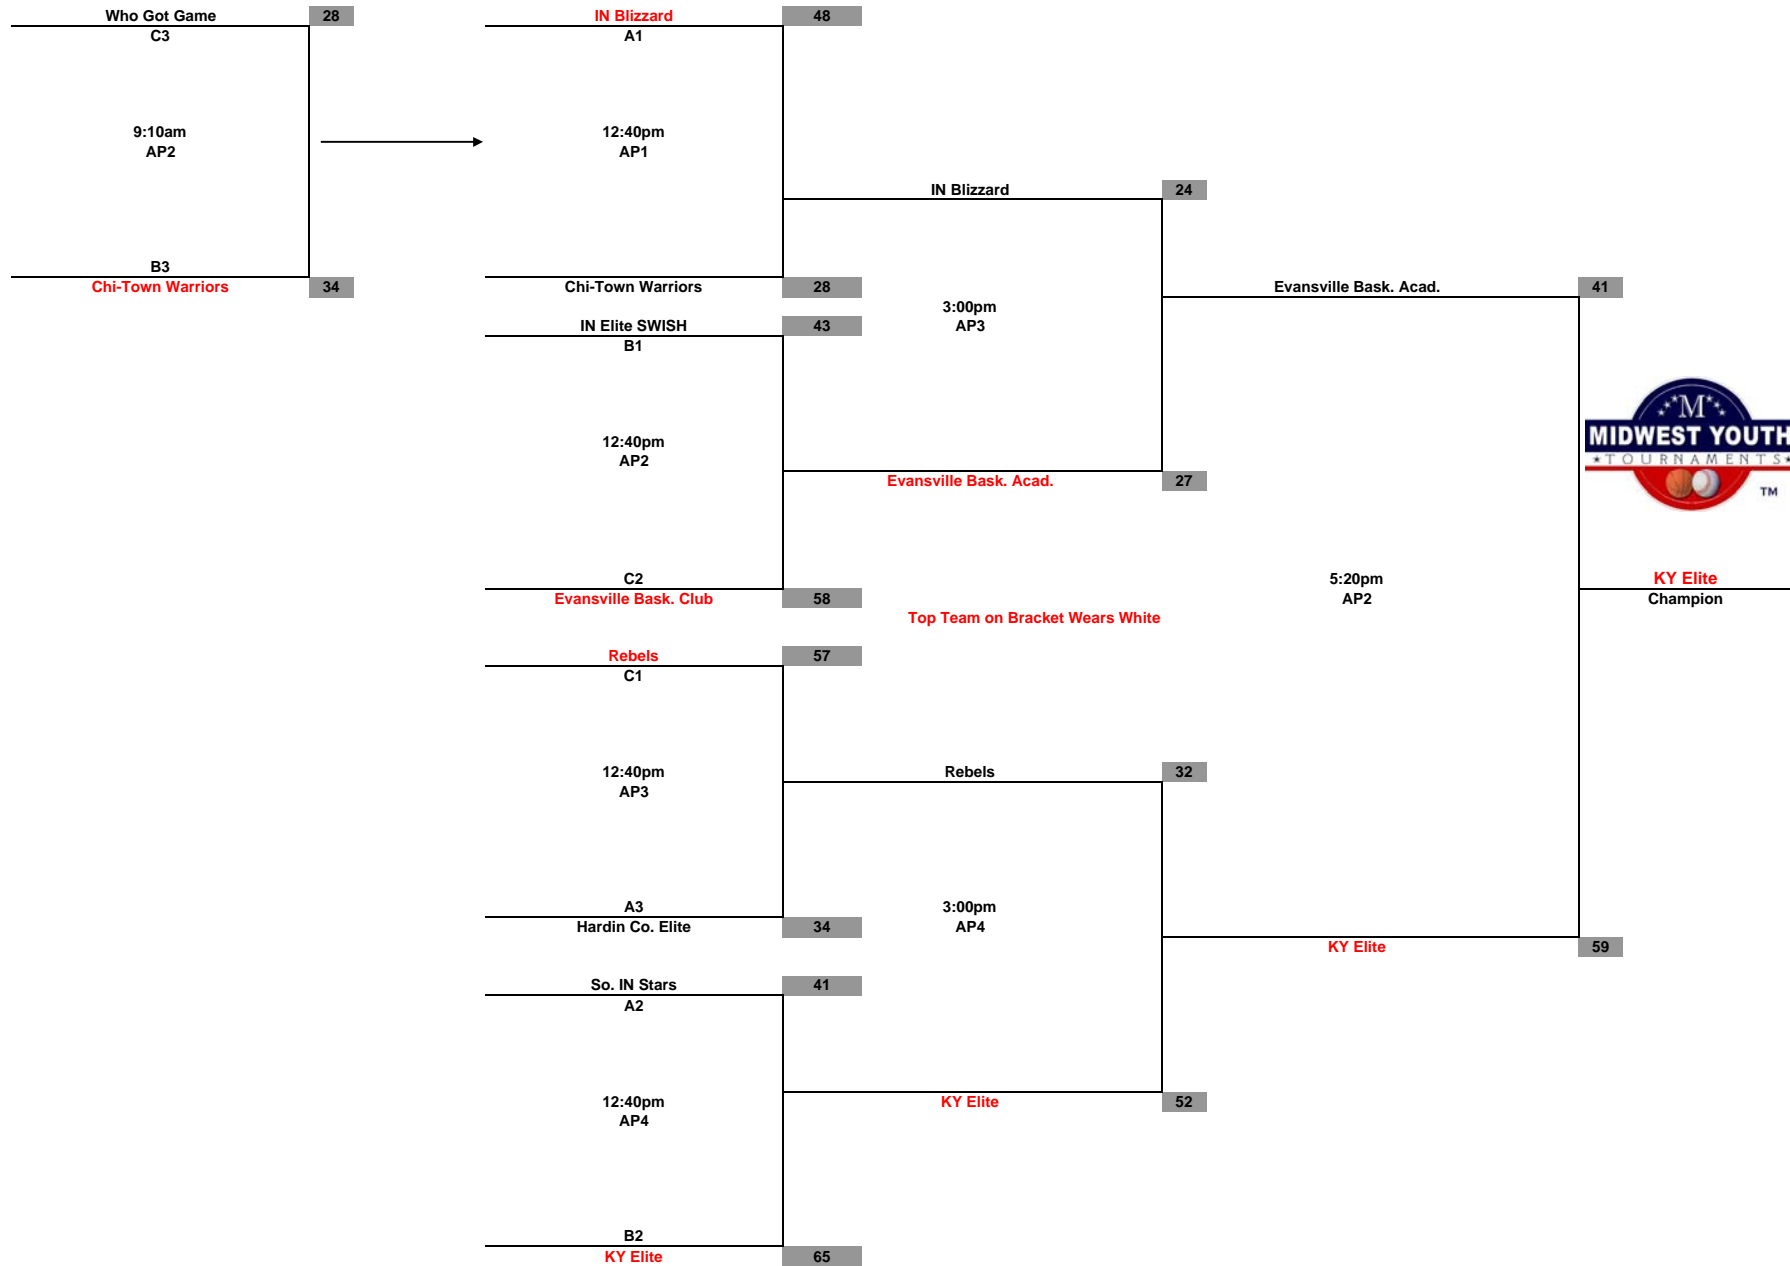 Who Got Game 28
C3
9:10am
AP2
B3
Chi-Town Warriors 34
IN Blizzard 48
A1
12:40pm
AP1
Chi-Town Warriors 28
IN Elite SWISH 43
B1
12:40pm
AP2
C2
Evansville Bask. Club 58
Rebels 57
C1
12:40pm
AP3
A3
Hardin Co. Elite 34
So. IN Stars 41
A2
12:40pm
AP4
B2
KY Elite 65
IN Blizzard 24
3:00pm
AP3
Evansville Bask. Acad. 27
Top Team on Bracket Wears White
Rebels 32
3:00pm
AP4
KY Elite 52
Evansville Bask. Acad. 41
5:20pm
AP2
KY Elite 59
M
MIDWEST YOUTH
TOURNAMENTS
TM
KY Elite
Champion